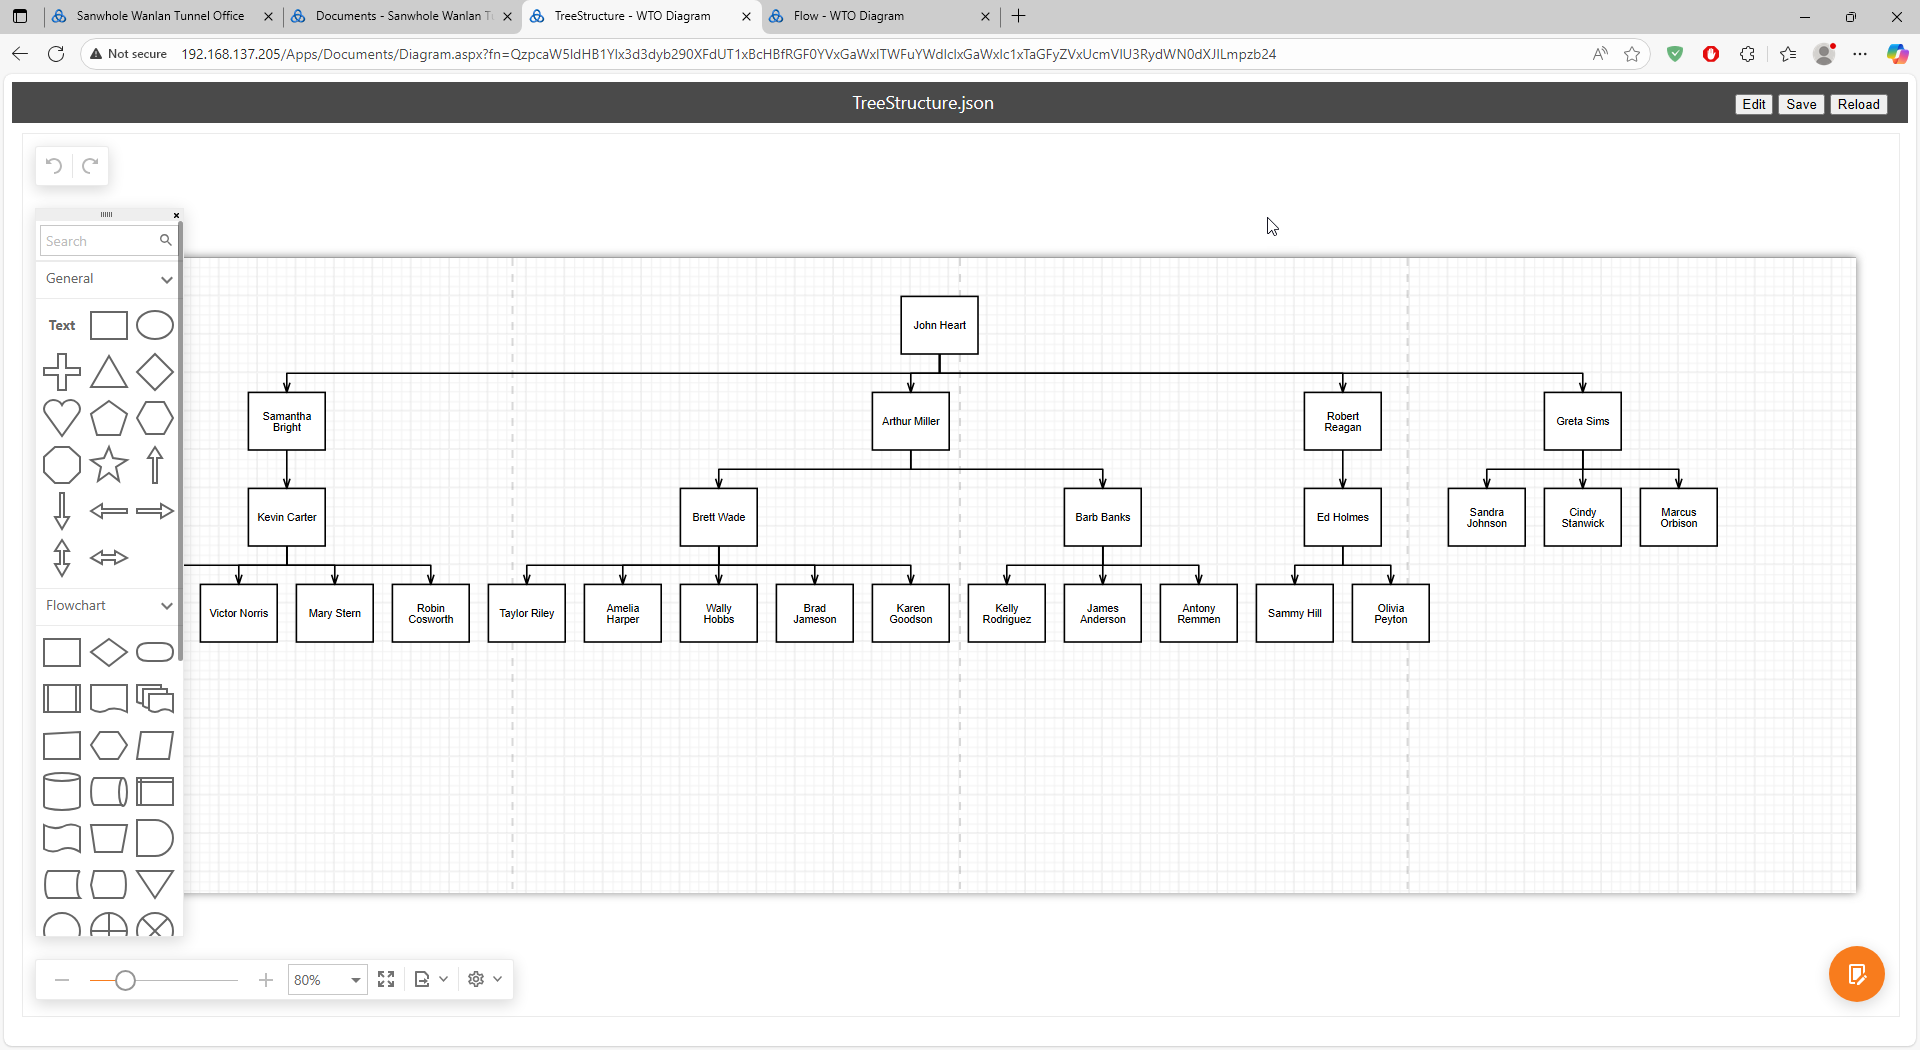 Sanwhole Wanlan Tunnel Office
Documents - Sanwhole Wanlan T
TreeStructure - WTO Diagram
Flow - WTO Diagram
Not secure
192.168.137.205/Apps/Documents/Diagram.aspx?fn=QzpcaW5ldHB1Ylx3d3dyb290XFdUT1xBcHBfRGF0YVxGaWxlTWFuYWdlclxGaWxlc1xTaGFyZVxUcmVlU3RydWN0dXJlLmpzb24
TreeStructure.json
Edit
Save
Reload
Search
General
Text
Flowchart
John Heart
Samantha
Bright
Arthur Miller
Robert
Reagan
Greta Sims
Kevin Carter
Brett Wade
Barb Banks
Ed Holmes
Sandra
Johnson
Cindy
Stanwick
Marcus
Orbison
Victor Norris
Mary Stern
Robin
Cosworth
Taylor Riley
Amelia
Harper
Wally
Hobbs
Brad
Jameson
Karen
Goodson
Kelly
Rodriguez
James
Anderson
Antony
Remmen
Sammy Hill
Olivia
Peyton
80%